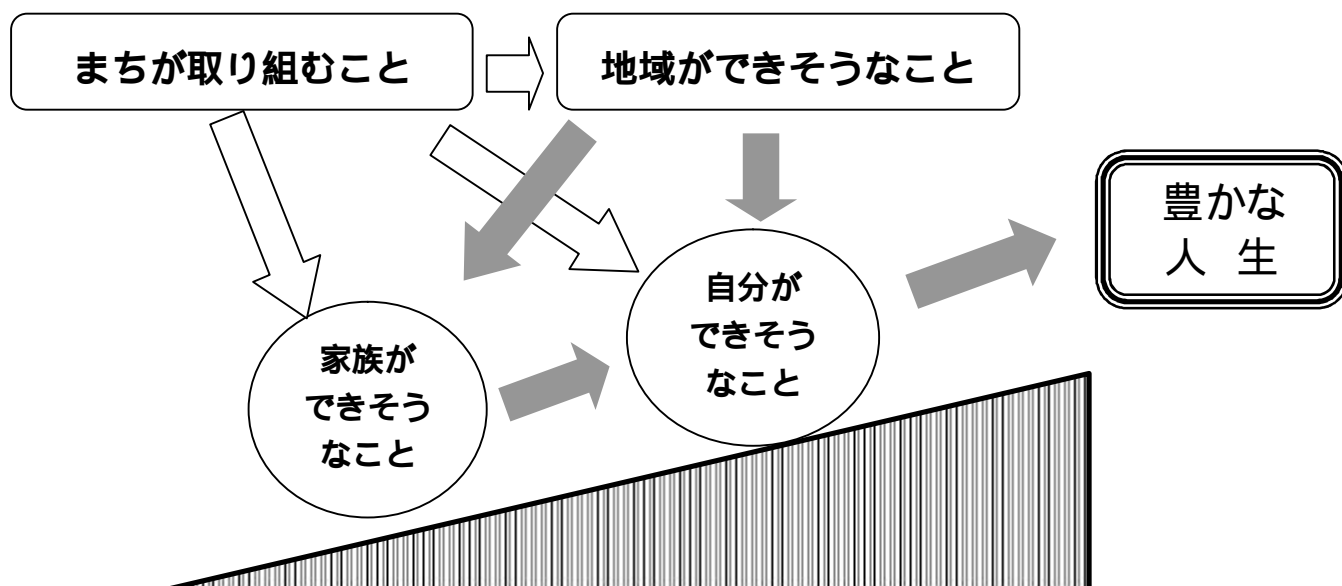 まちが取り組むこと
地域ができそうなこと
豊かな
人 生
自分が
できそう
なこと
家族が
できそう
なこと